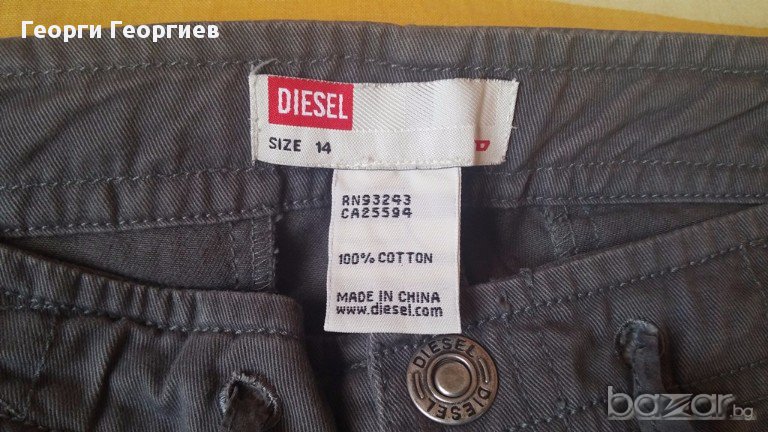 Георги Георгиев
DIESEL
SIZE 14
RN93243
CA25594
100% COTTON
MADE IN CHINA
www.diesel.com
DIESEL
DIESEL
bazar.bg